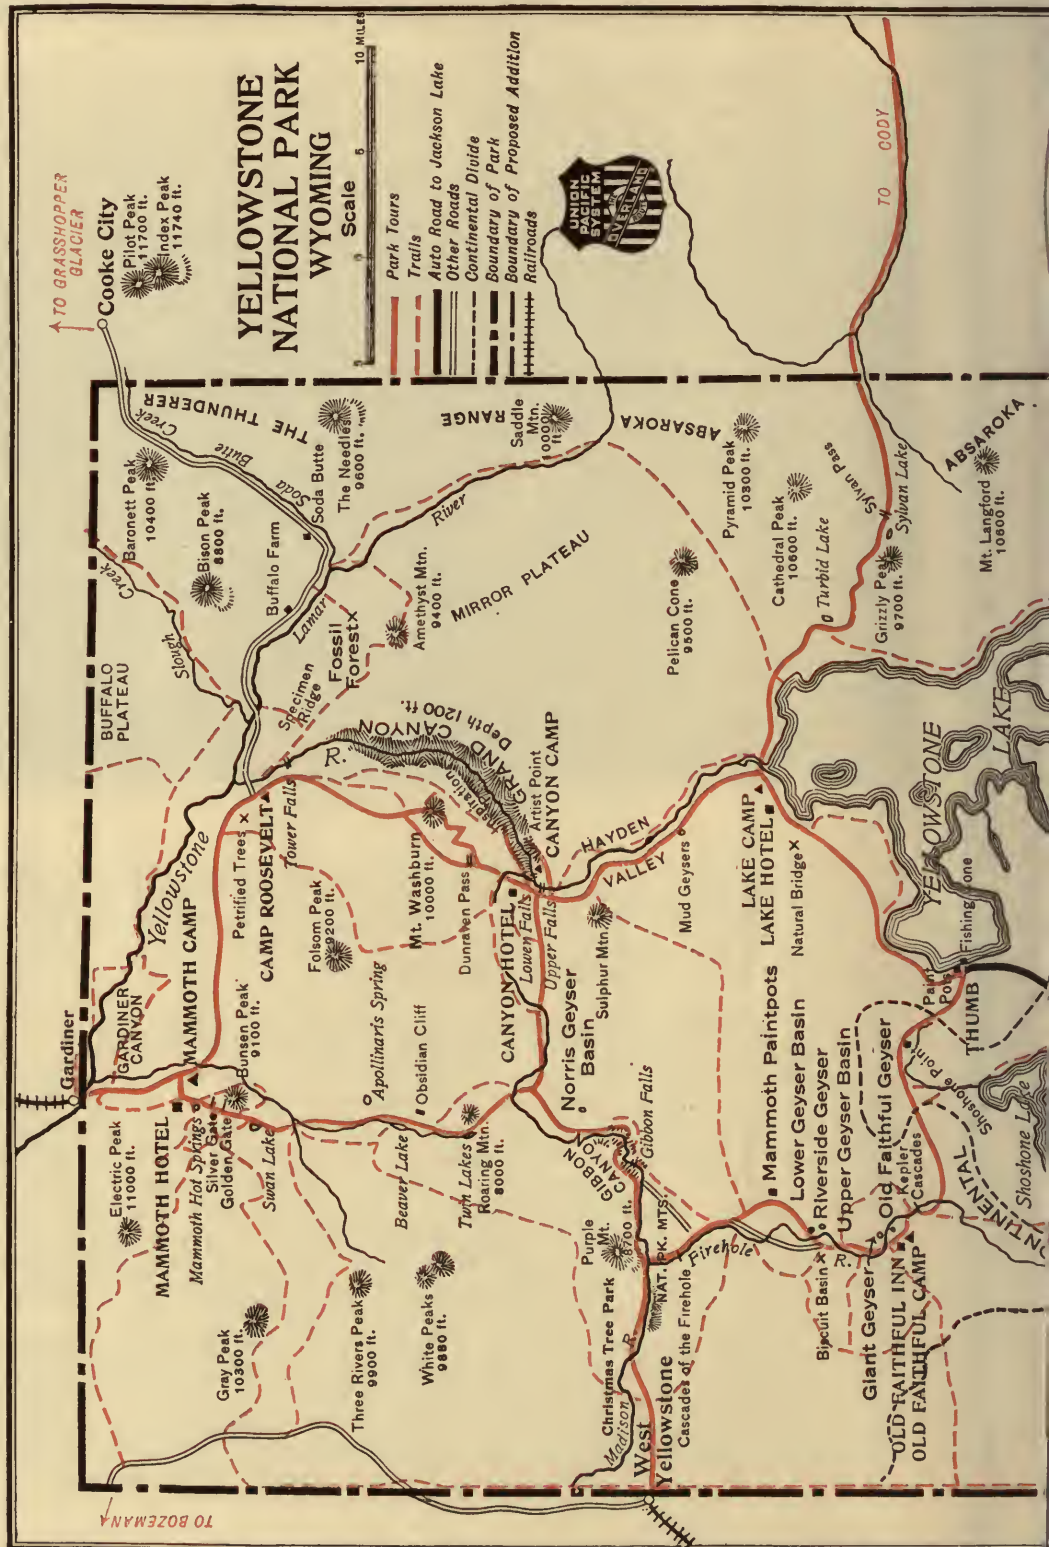 YELLOWSTONE
NATIONAL PARK
WYOMING
Scale
5
10 MILES
Park Tours
Trails
Auto Road to Jackson Lake
Other Roads
Continental Divide
Boundary of Park
Boundary of Proposed Addition
Railroads
UNION
PACIFIC
SYSTEM
OVERLAND
TO GRASSHOPPER
GLACIER
Cooke City
Pilot Peak
11700 ft.
Index Peak
11740 ft.
TO CODY
TO BOZEMAN
Gardiner
GARDINER
CANYON
MAMMOTH CAMP
MAMMOTH HOTEL
Mammoth Hot Springs
Silver Gate
Golden Gate
Bunsen Peak
9100 ft.
Swan Lake
Electric Peak
11000 ft.
Gray Peak
10300 ft.
Three Rivers Peak
9900 ft.
White Peaks
9880 ft.
Beaver Lake
Apollinaris Spring
Obsidian Cliff
Twin Lakes
Roaring Mtn.
8000 ft.
Yellowstone
R.
BUFFALO
PLATEAU
Slough
Creek
Baronett Peak
10400 ft.
Bison Peak
8800 ft.
Buffalo Farm
Soda
Butte
Creek
Soda Butte
THE THUNDERER
The Needles
9600 ft.
Lamar
River
Petrified Trees
CAMP ROOSEVELT
Tower Falls
Specimen
Ridge
Fossil
Forest
Amethyst Mtn.
9400 ft.
MIRROR PLATEAU
ABSAROKA
RANGE
Saddle
Mtn.
10000
ft.
Folsom Peak
9200 ft.
Mt. Washburn
10000 ft.
Dunraven Pass
Inspiration
GRAND CANYON
Depth 1200 ft.
Artist Point
CANYON CAMP
CANYON HOTEL
Lower Falls
Upper Falls
Norris Geyser
Basin
Sulphur Mtn.
HAYDEN
VALLEY
Mud Geysers
Pelican Cone
9500 ft.
Pyramid Peak
10300 ft.
Cathedral Peak
10600 ft.
Turbid Lake
Sylvan Pass
Sylvan Lake
Grizzly Peak
9700 ft.
ABSAROKA
Mt. Langford
10600 ft.
LAKE CAMP
LAKE HOTEL
Natural Bridge
YELLOWSTONE
LAKE
Fishing Cone
Paint
Pots
THUMB
GIBBON
CANYON
Gibbon Falls
Purple
Mt.
8700 ft.
NAT. PK. MTS.
Christmas Tree Park
Madison
R.
West
Yellowstone
Cascades of the Firehole
Firehole
R.
Mammoth Paintpots
Lower Geyser Basin
Riverside Geyser
Upper Geyser Basin
Old Faithful Geyser
Biscuit Basin
Giant Geyser
Kepler
Cascades
OLD FAITHFUL INN
OLD FAITHFUL CAMP
Shoshone Point
Shoshone Lake
ONTINENTAL